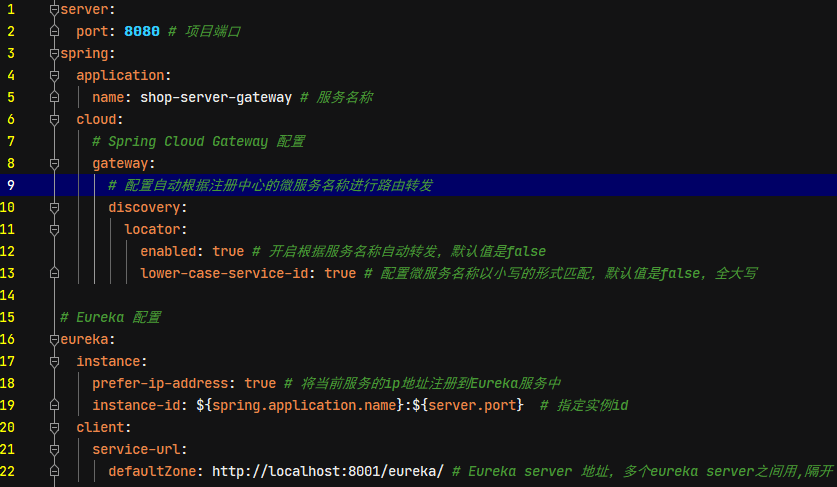 1 server:
2 port: 8080 # 项目端口
3 spring:
4 application:
5 name: shop-server-gateway # 服务名称
6 cloud:
7 # Spring Cloud Gateway 配置
8 gateway:
9 # 配置自动根据注册中心的微服务名称进行路由转发
10 discovery:
11 locator:
12 enabled: true # 开启根据服务名称自动转发，默认值是false
13 lower-case-service-id: true # 配置微服务名称以小写的形式匹配，默认值是false，全大写
14
15 # Eureka 配置
16 eureka:
17 instance:
18 prefer-ip-address: true # 将当前服务的ip地址注册到Eureka服务中
19 instance-id: ${spring.application.name}:${server.port} # 指定实例id
20 client:
21 service-url:
22 defaultZone: http://localhost:8001/eureka/ # Eureka server 地址，多个eureka server之间用,隔开